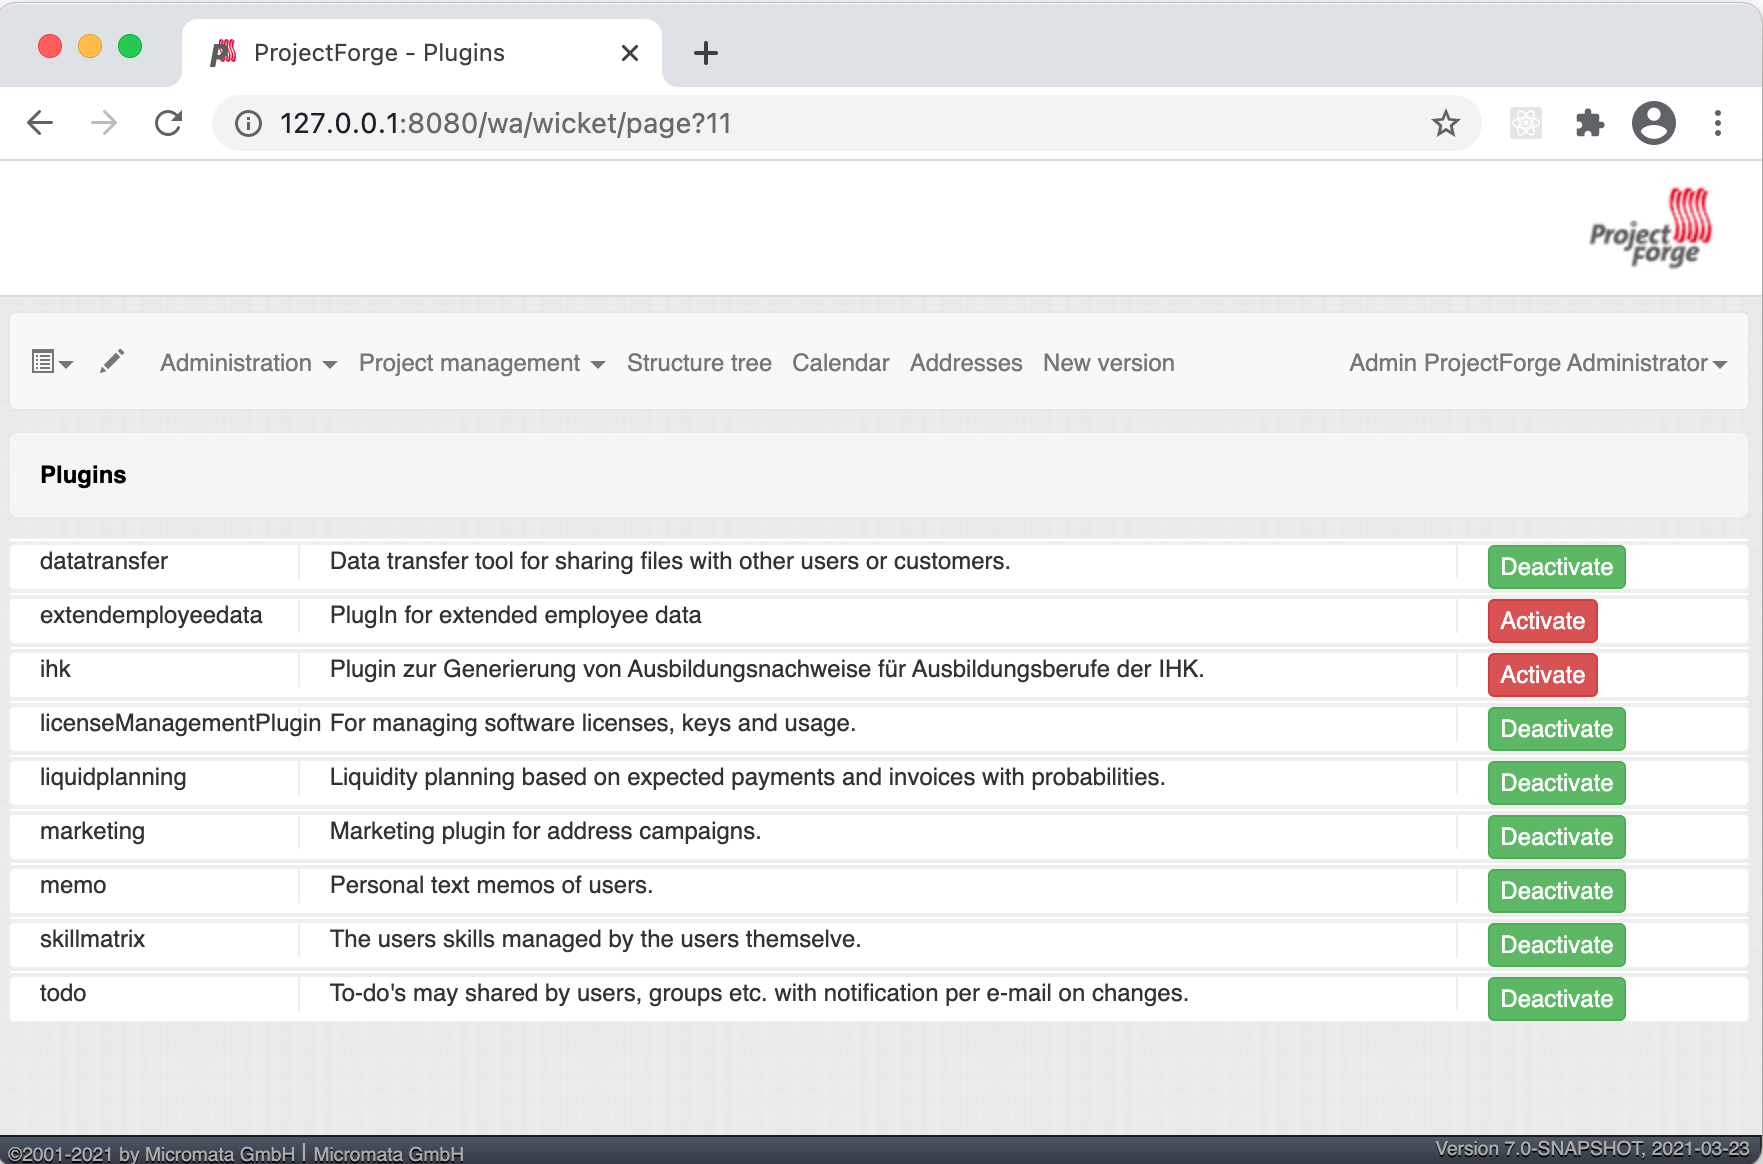 ProjectForge - Plugins
127.0.0.1:8080/wa/wicket/page?11
Project
Forge
Administration Project management Structure tree Calendar Addresses New version Admin ProjectForge Administrator
Plugins
datatransfer Data transfer tool for sharing files with other users or customers. Deactivate
extendemployeedata PlugIn for extended employee data Activate
ihk Plugin zur Generierung von Ausbildungsnachweise für Ausbildungsberufe der IHK. Activate
licenseManagementPlugin For managing software licenses, keys and usage. Deactivate
liquidplanning Liquidity planning based on expected payments and invoices with probabilities. Deactivate
marketing Marketing plugin for address campaigns. Deactivate
memo Personal text memos of users. Deactivate
skillmatrix The users skills managed by the users themselve. Deactivate
todo To-do's may shared by users, groups etc. with notification per e-mail on changes. Deactivate
©2001-2021 by Micromata GmbH | Micromata GmbH Version 7.0-SNAPSHOT, 2021-03-23